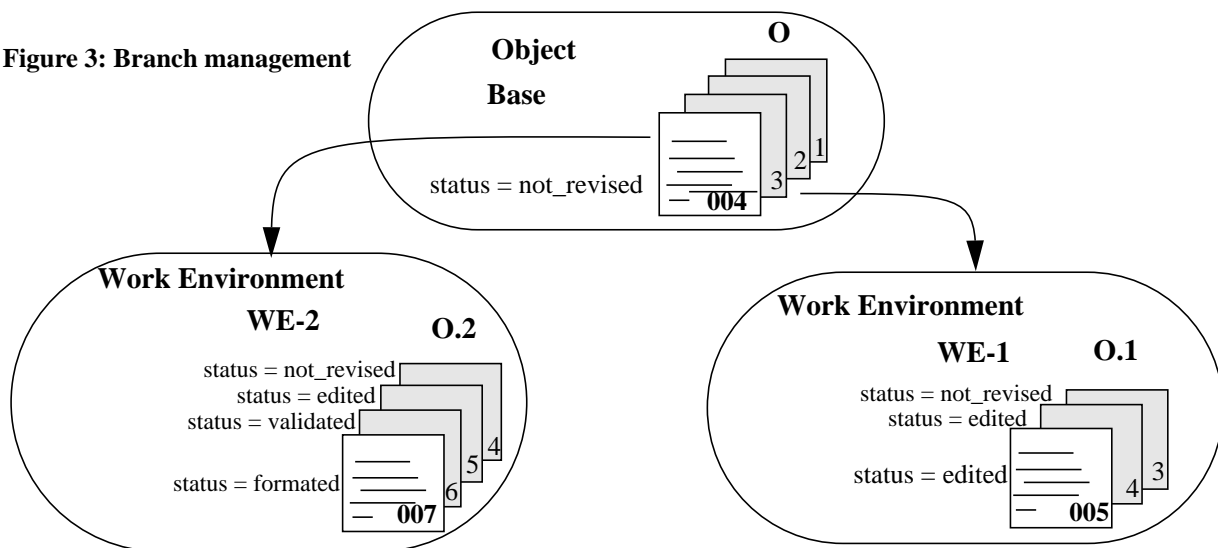 Figure 3: Branch management
Object
Base
O
1
2
3
004
status = not_revised
Work Environment
WE-2
O.2
status = not_revised
status = edited
status = validated
status = formated
4
5
6
007
Work Environment
WE-1
O.1
status = not_revised
status = edited
status = edited
3
4
005